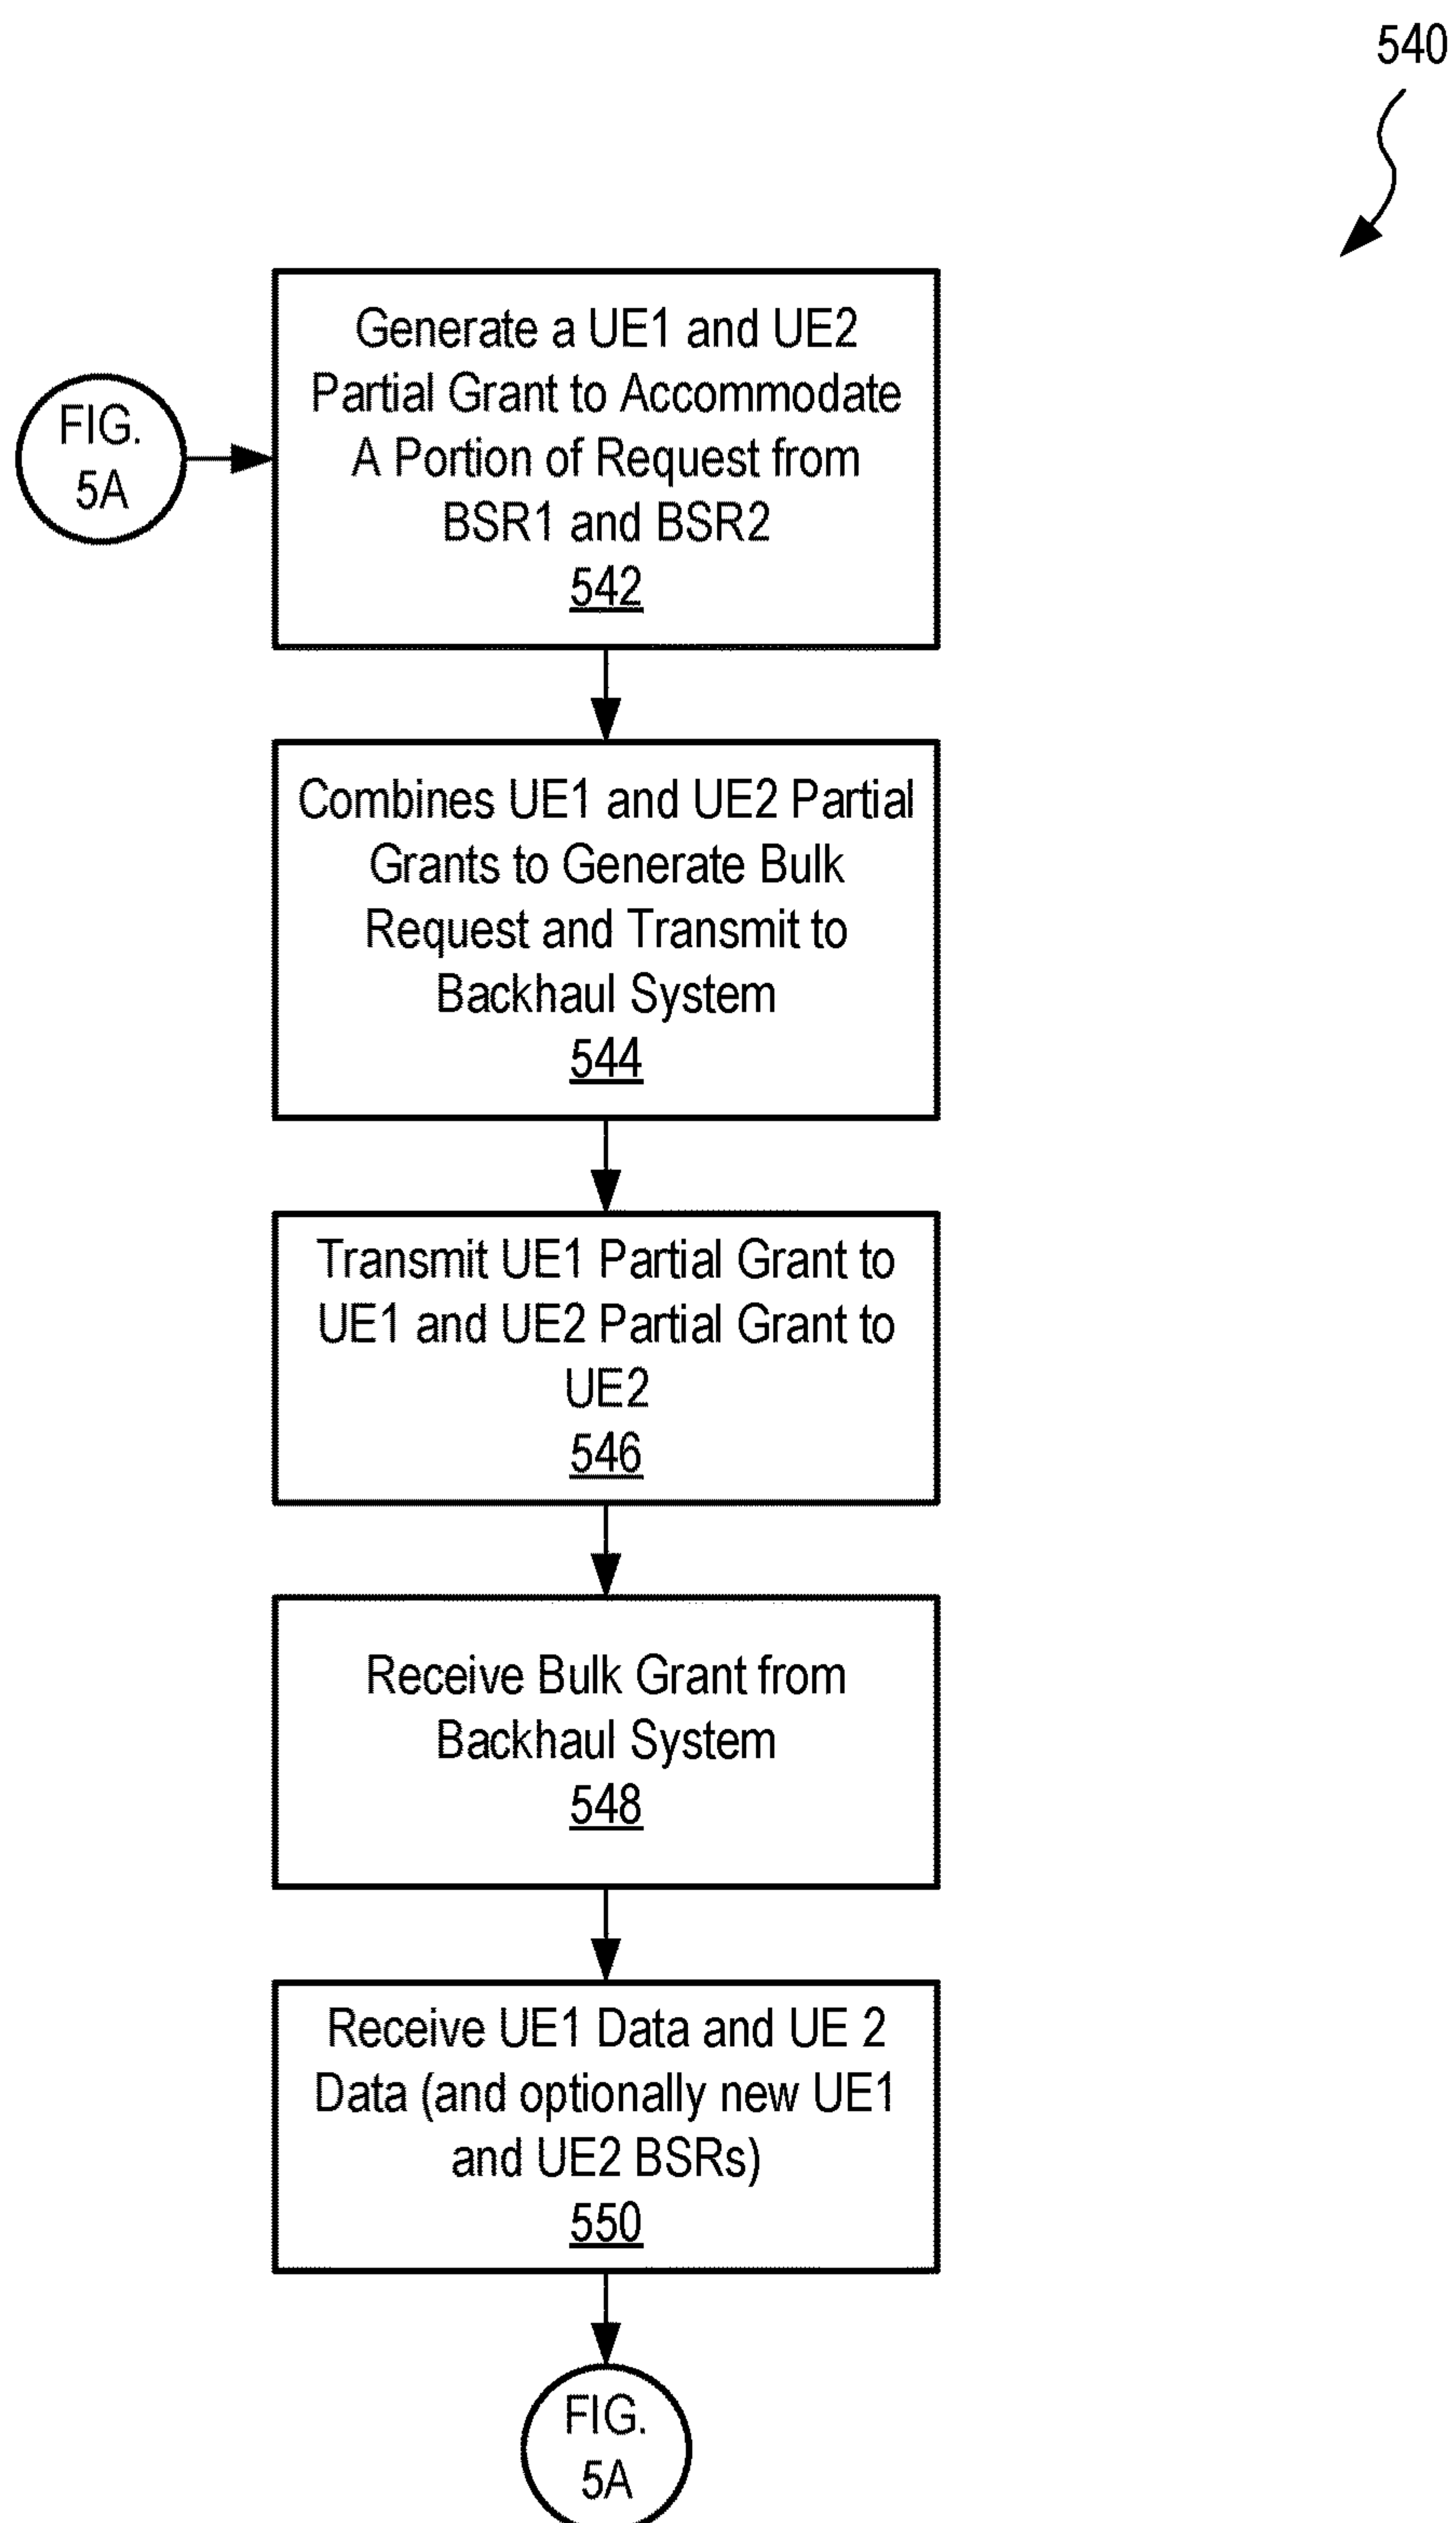 540
FIG.
5A
Generate a UE1 and UE2
Partial Grant to Accommodate
A Portion of Request from
BSR1 and BSR2
542
Combines UE1 and UE2 Partial
Grants to Generate Bulk
Request and Transmit to
Backhaul System
544
Transmit UE1 Partial Grant to
UE1 and UE2 Partial Grant to
UE2
546
Receive Bulk Grant from
Backhaul System
548
Receive UE1 Data and UE 2
Data (and optionally new UE1
and UE2 BSRs)
550
FIG.
5A